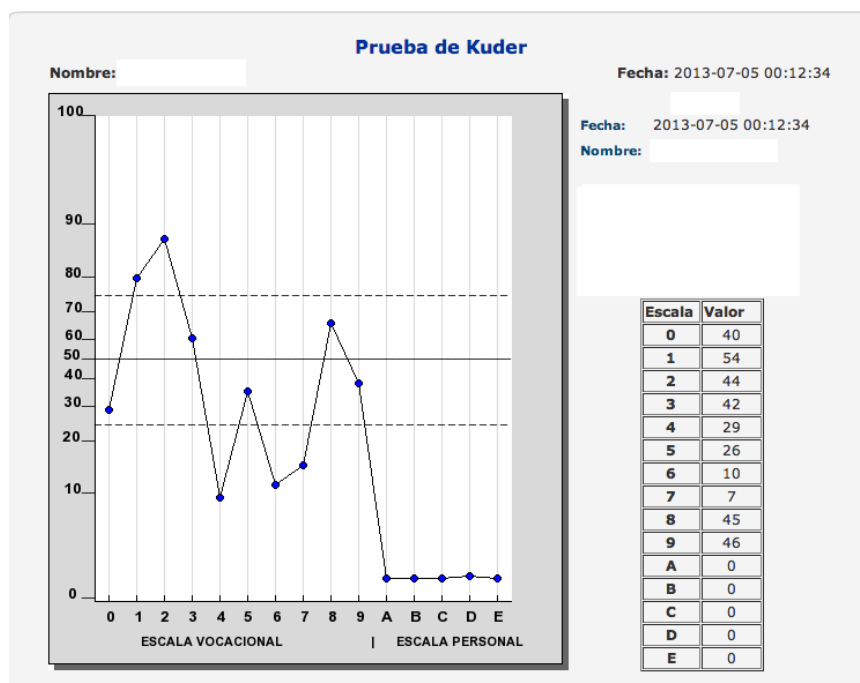 Prueba de Kuder
Nombre:
Fecha: 2013-07-05 00:12:34
Fecha: 2013-07-05 00:12:34
Nombre:
100
90
80
70
60
50
40
30
20
10
0
0 1 2 3 4 5 6 7 8 9 A B C D E
ESCALA VOCACIONAL | ESCALA PERSONAL
Escala Valor
0 40
1 54
2 44
3 42
4 29
5 26
6 10
7 7
8 45
9 46
A 0
B 0
C 0
D 0
E 0